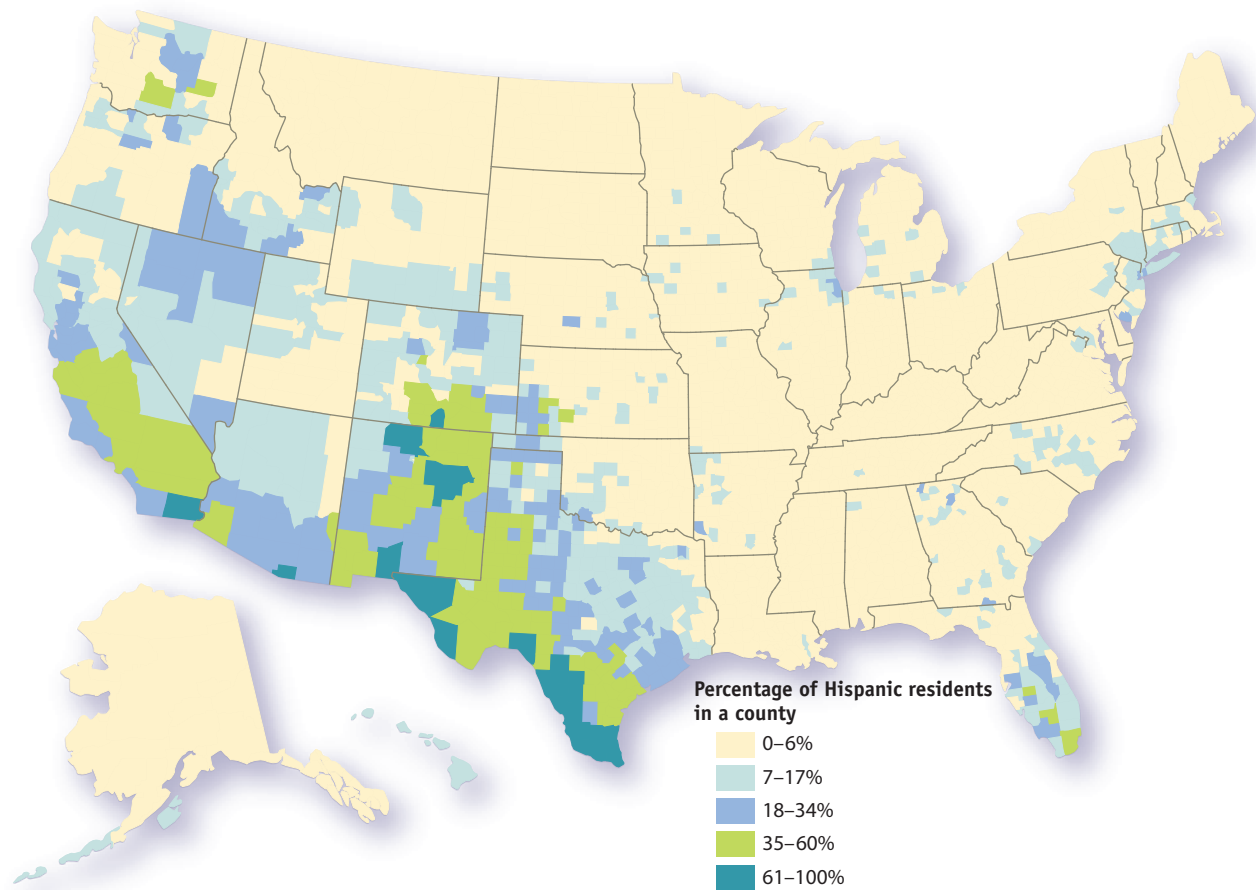 Percentage of Hispanic residents
in a county
0–6%
7–17%
18–34%
35–60%
61–100%